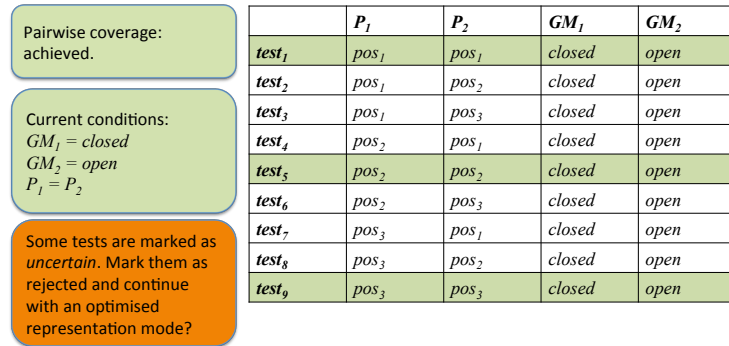 Pairwise coverage:
achieved.
Current conditions:
GM1 = closed
GM2 = open
P1 = P2
Some tests are marked as
uncertain. Mark them as
rejected and continue
with an optimised
representation mode?
P1 P2 GM1 GM2
test1 pos1 pos1 closed open
test2 pos1 pos2 closed open
test3 pos1 pos3 closed open
test4 pos2 pos1 closed open
test5 pos2 pos2 closed open
test6 pos2 pos3 closed open
test7 pos3 pos1 closed open
test8 pos3 pos2 closed open
test9 pos3 pos3 closed open